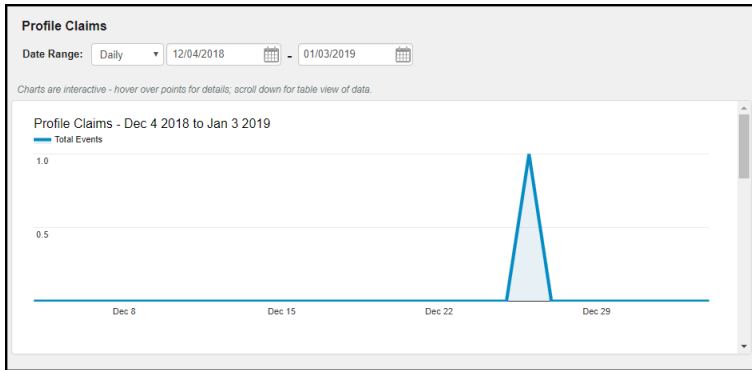 Profile Claims
Date Range: Daily 12/04/2018 - 01/03/2019
Charts are interactive - hover over points for details; scroll down for table view of data.
Profile Claims - Dec 4 2018 to Jan 3 2019
Total Events
1.0
0.5
Dec 8 Dec 15 Dec 22 Dec 29